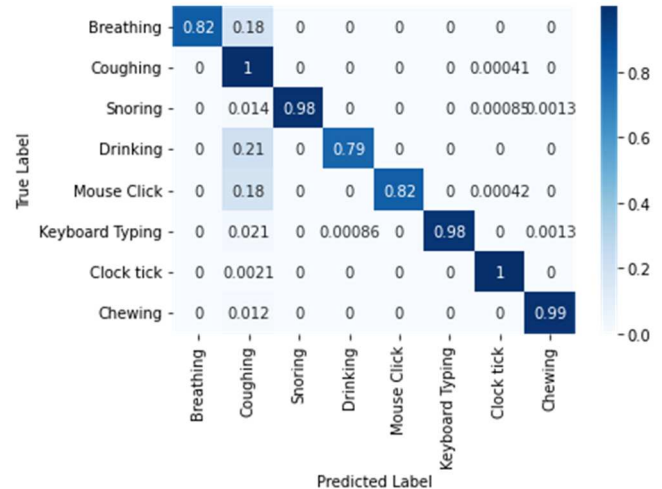 True Label
Breathing 0.82 0.18 0 0 0 0 0 0
Coughing 0 1 0 0 0 0 0.00041 0
Snoring 0 0.014 0.98 0 0 0 0.00085 0.0013
Drinking 0 0.21 0 0.79 0 0 0 0
Mouse Click 0 0.18 0 0 0.82 0 0.00042 0
Keyboard Typing 0 0.021 0 0.00086 0 0.98 0 0.0013
Clock tick 0 0.0021 0 0 0 0 1 0
Chewing 0 0.012 0 0 0 0 0 0.99
Breathing
Coughing
Snoring
Drinking
Mouse Click
Keyboard Typing
Clock tick
Chewing
Predicted Label
0.8
0.6
0.4
0.2
0.0